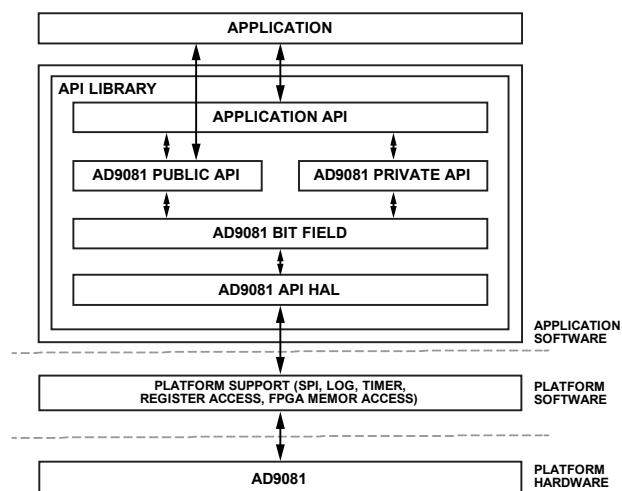 APPLICATION
API LIBRARY
APPLICATION API
AD9081 PUBLIC API
AD9081 PRIVATE API
AD9081 BIT FIELD
AD9081 API HAL
APPLICATION
SOFTWARE
PLATFORM SUPPORT (SPI, LOG, TIMER,
REGISTER ACCESS, FPGA MEMOR ACCESS)
PLATFORM
SOFTWARE
AD9081
PLATFORM
HARDWARE